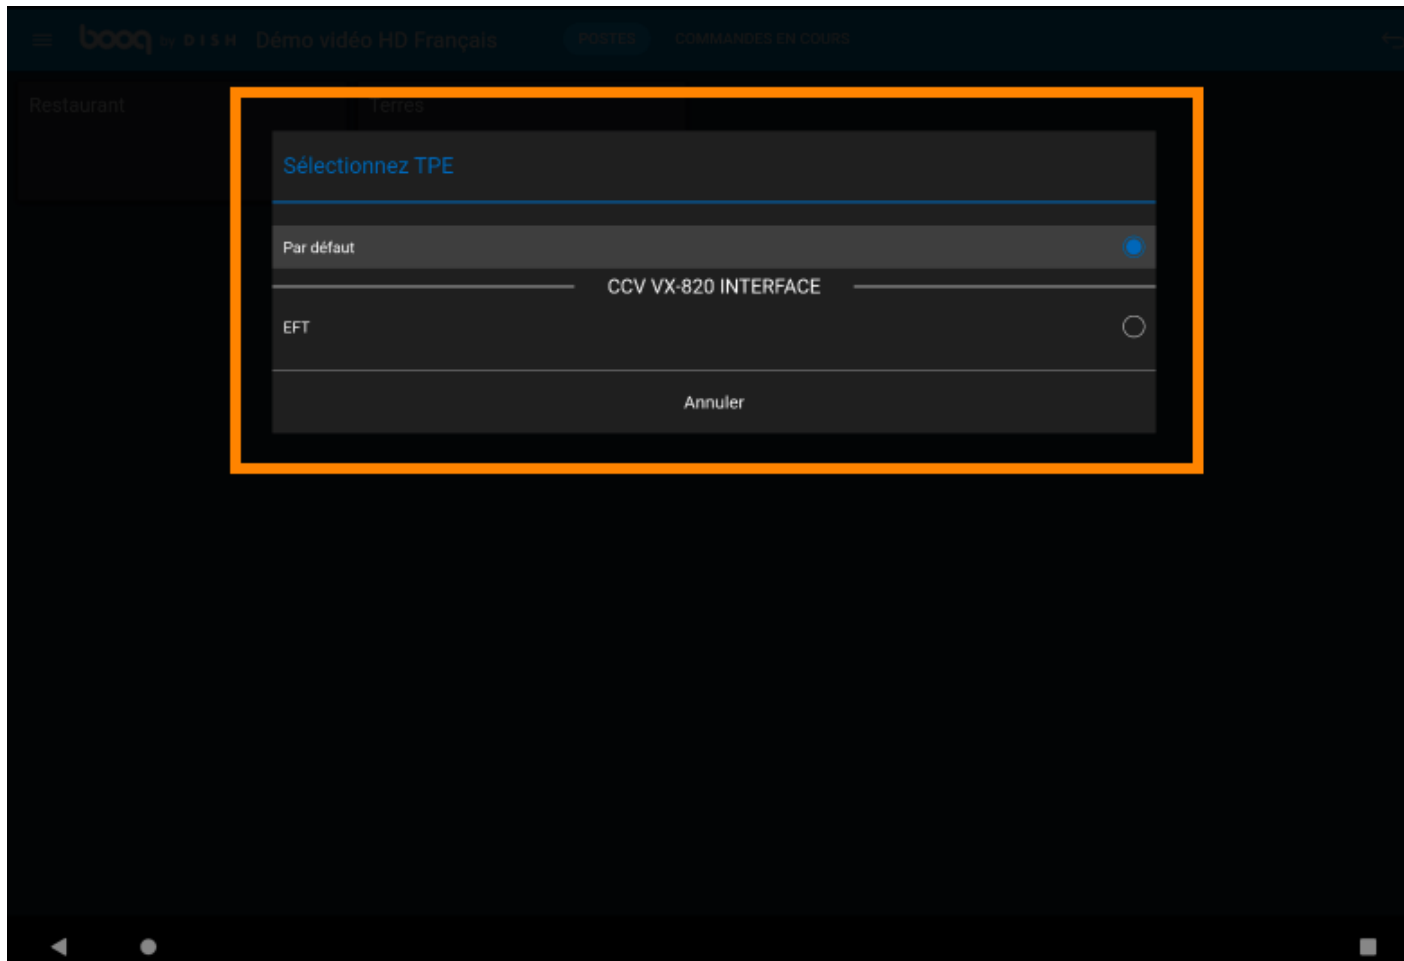 booq by DISH Démo vidéo HD Français POSTES COMMANDES EN COURS
Restaurant Terres
Sélectionnez TPE
Par défaut
CCV VX-820 INTERFACE
EFT
Annuler